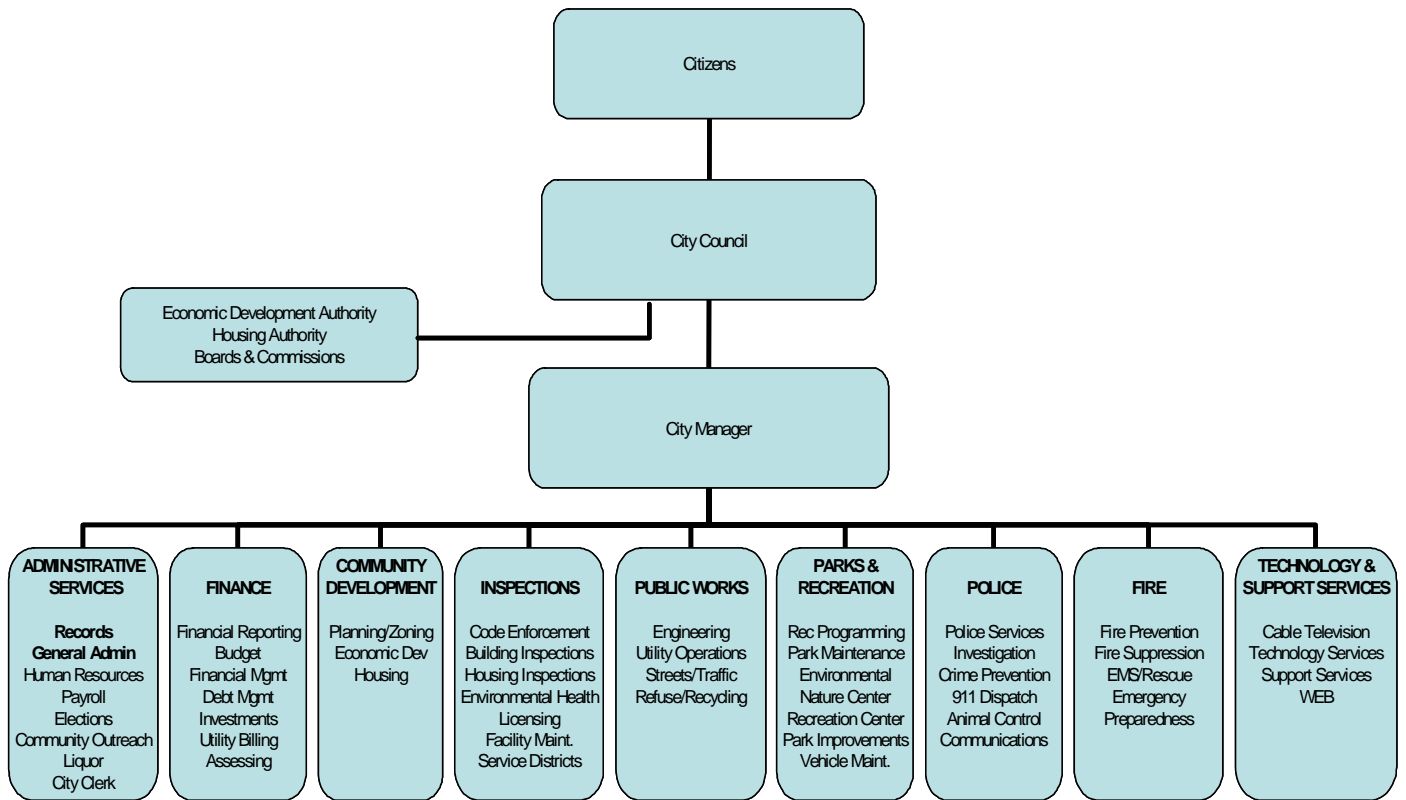 Citizens
City Council
Economic Development Authority
Housing Authority
Boards & Commissions
City Manager
ADMINISTRATIVE
SERVICES
Records
General Admin
Human Resources
Payroll
Elections
Community Outreach
Liquor
City Clerk
FINANCE
Financial Reporting
Budget
Financial Mgmt
Debt Mgmt
Investments
Utility Billing
Assessing
COMMUNITY
DEVELOPMENT
Planning/Zoning
Economic Dev
Housing
INSPECTIONS
Code Enforcement
Building Inspections
Housing Inspections
Environmental Health
Licensing
Facility Maint.
Service Districts
PUBLIC WORKS
Engineering
Utility Operations
Streets/Traffic
Refuse/Recycling
PARKS &
RECREATION
Rec Programming
Park Maintenance
Environmental
Nature Center
Recreation Center
Park Improvements
Vehicle Maint.
POLICE
Police Services
Investigation
Crime Prevention
911 Dispatch
Animal Control
Communications
FIRE
Fire Prevention
Fire Suppression
EMS/Rescue
Emergency
Preparedness
TECHNOLOGY &
SUPPORT SERVICES
Cable Television
Technology Services
Support Services
WEB